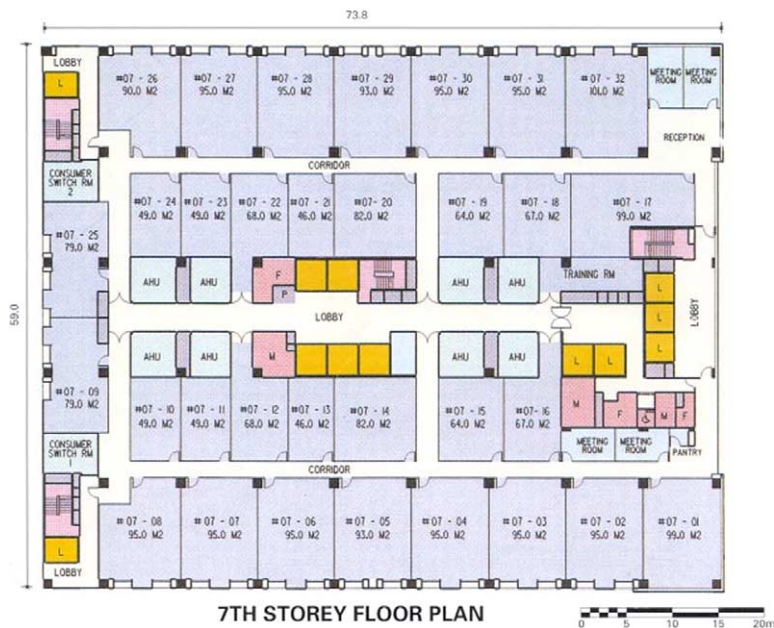 73.8
LOBBY
L
#07 - 26
90.0 M2
#07 - 27
95.0 M2
#07 - 28
95.0 M2
#07 - 29
93.0 M2
#07 - 30
95.0 M2
#07 - 31
95.0 M2
#07 - 32
101.0 M2
MEETING ROOM
MEETING ROOM
RECEPTION
CORRIDOR
CONSUMER
SWITCH RM
2
#07 - 24
49.0 M2
#07 - 23
49.0 M2
#07 - 22
68.0 M2
#07 - 21
46.0 M2
#07 - 20
82.0 M2
#07 - 19
64.0 M2
#07 - 18
67.0 M2
#07 - 17
99.0 M2
#07 - 25
79.0 M2
AHU
AHU
F
P
AHU
AHU
TRAINING RM
L
L
L
LOBBY
59.0
LOBBY
AHU
AHU
M
AHU
AHU
L
L
#07 - 09
79.0 M2
#07 - 10
49.0 M2
#07 - 11
49.0 M2
#07 - 12
68.0 M2
#07 - 13
46.0 M2
#07 - 14
82.0 M2
#07 - 15
64.0 M2
#07 - 16
67.0 M2
M
F
M
F
CONSUMER
SWITCH RM
1
MEETING ROOM
MEETING ROOM
PANTRY
CORRIDOR
#07 - 08
95.0 M2
#07 - 07
95.0 M2
#07 - 06
95.0 M2
#07 - 05
93.0 M2
#07 - 04
95.0 M2
#07 - 03
95.0 M2
#07 - 02
95.0 M2
#07 - 01
99.0 M2
L
LOBBY
7TH STOREY FLOOR PLAN
0 5 10 15 20m